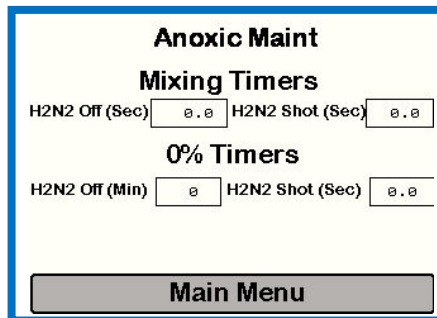 Anoxic Maint
Mixing Timers
H2N2 Off (Sec) 0.0 H2N2 Shot (Sec) 0.0
0% Timers
H2N2 Off (Min) 0 H2N2 Shot (Sec) 0.0
Main Menu